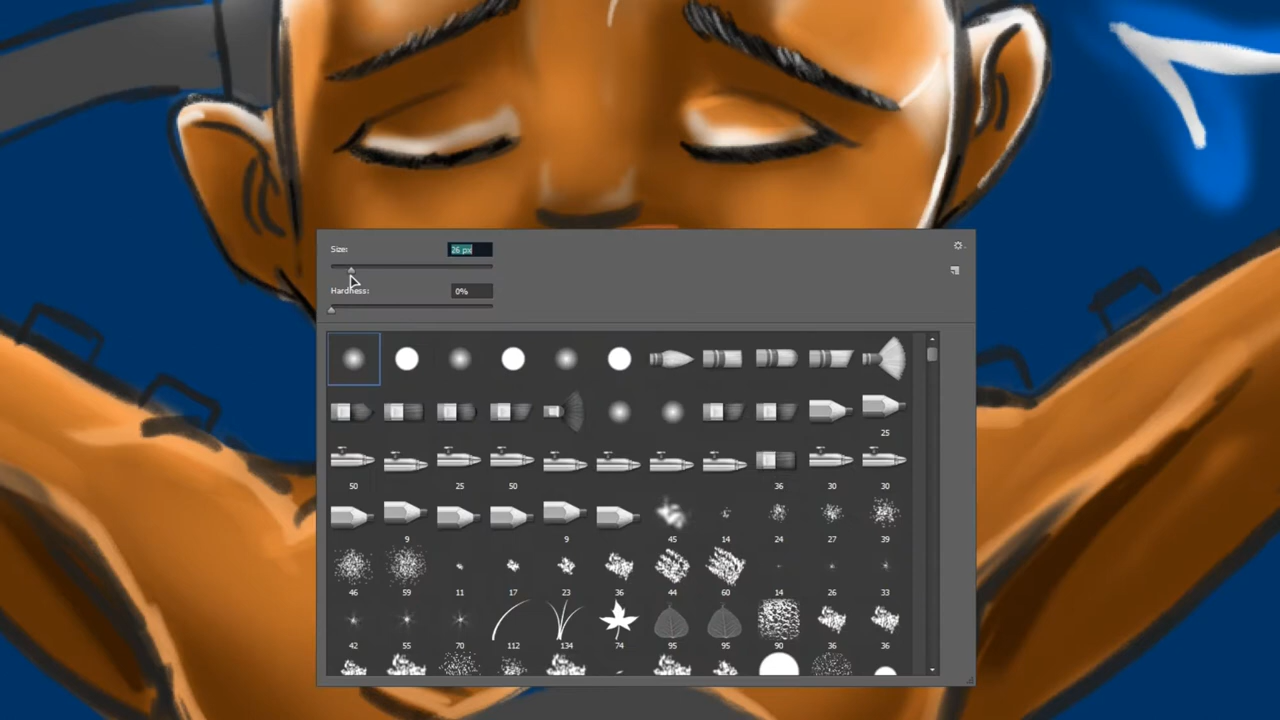 Size:
26 px
Hardness:
0%
25
50 25 50 36 30 30
9 9 45 14 24 27 39
46 59 11 17 23 36 44 60 14 26 33
42 55 70 112 134 74 95 95 90 36 36